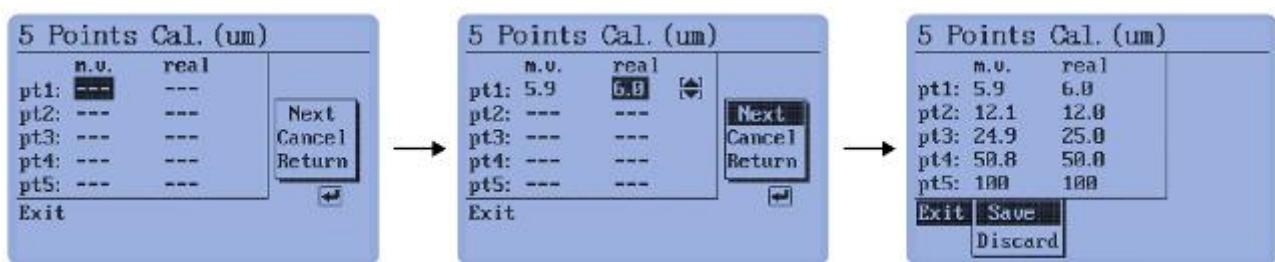 5 Points Cal.(um)
m.v. real
pt1: --- ---
pt2: --- ---
pt3: --- ---
pt4: --- ---
pt5: --- ---
Next
Cancel
Return
Exit
5 Points Cal.(um)
m.v. real
pt1: 5.9 6.0
pt2: --- ---
pt3: --- ---
pt4: --- ---
pt5: --- ---
Next
Cancel
Return
Exit
5 Points Cal.(um)
m.v. real
pt1: 5.9 6.0
pt2: 12.1 12.0
pt3: 24.9 25.0
pt4: 50.8 50.0
pt5: 100 100
Exit Save
Discard